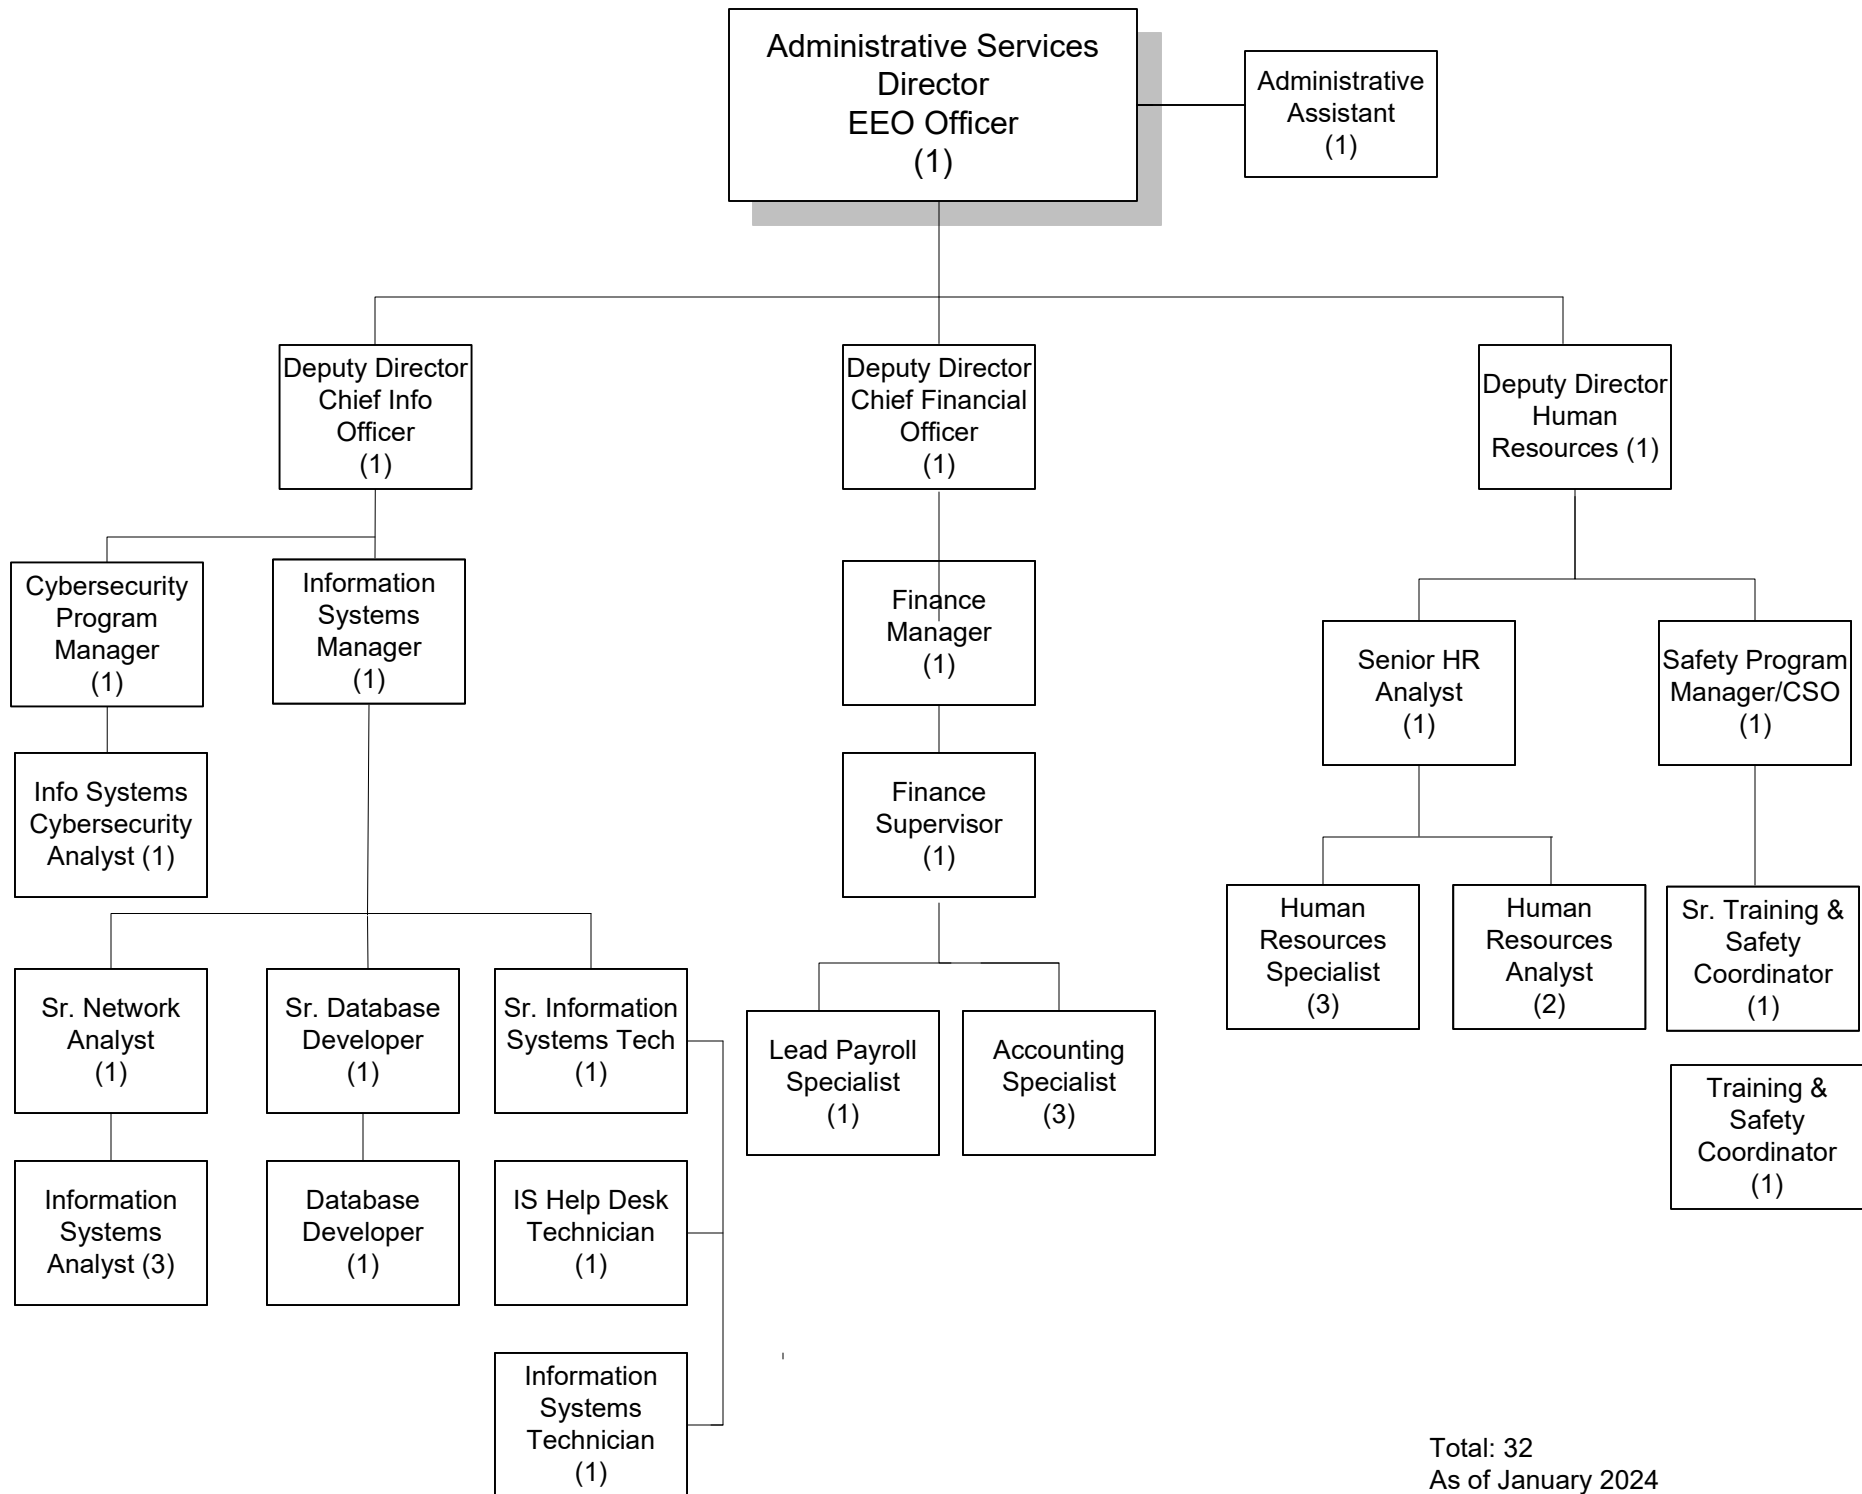 Administrative Services
Director
EEO Officer
(1)
Administrative
Assistant
(1)
Deputy Director
Chief Info
Officer
(1)
Deputy Director
Chief Financial
Officer
(1)
Deputy Director
Human
Resources (1)
Cybersecurity
Program
Manager
(1)
Information
Systems
Manager
(1)
Finance
Manager
(1)
Senior HR
Analyst
(1)
Safety Program
Manager/CSO
(1)
Info Systems
Cybersecurity
Analyst (1)
Finance
Supervisor
(1)
Human
Resources
Specialist
(3)
Human
Resources
Analyst
(2)
Sr. Training &
Safety
Coordinator
(1)
Sr. Network
Analyst
(1)
Sr. Database
Developer
(1)
Sr. Information
Systems Tech
(1)
Lead Payroll
Specialist
(1)
Accounting
Specialist
(3)
Training &
Safety
Coordinator
(1)
Information
Systems
Analyst (3)
Database
Developer
(1)
IS Help Desk
Technician
(1)
Information
Systems
Technician
(1)
Total: 32
As of January 2024